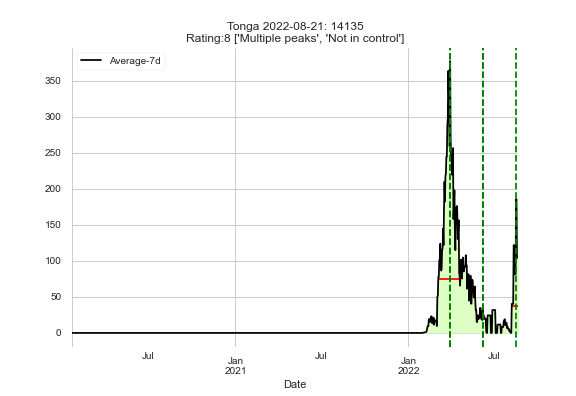 Tonga 2022-08-21: 14135
Rating:8 ['Multiple peaks', 'Not in control']
Average-7d
350
300
250
200
150
100
50
0
Jul
Jan
2021
Jul
Jan
2022
Jul
Date